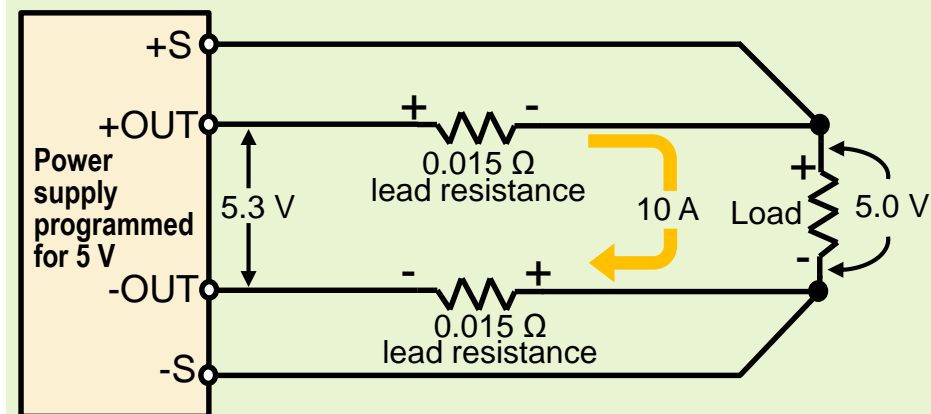 +S
+OUT
Power
supply
programmed
for 5 V
5.3 V
-OUT
-S
+ -
0.015 Ω
lead resistance
10 A
- +
0.015 Ω
lead resistance
Load
+
-
5.0 V